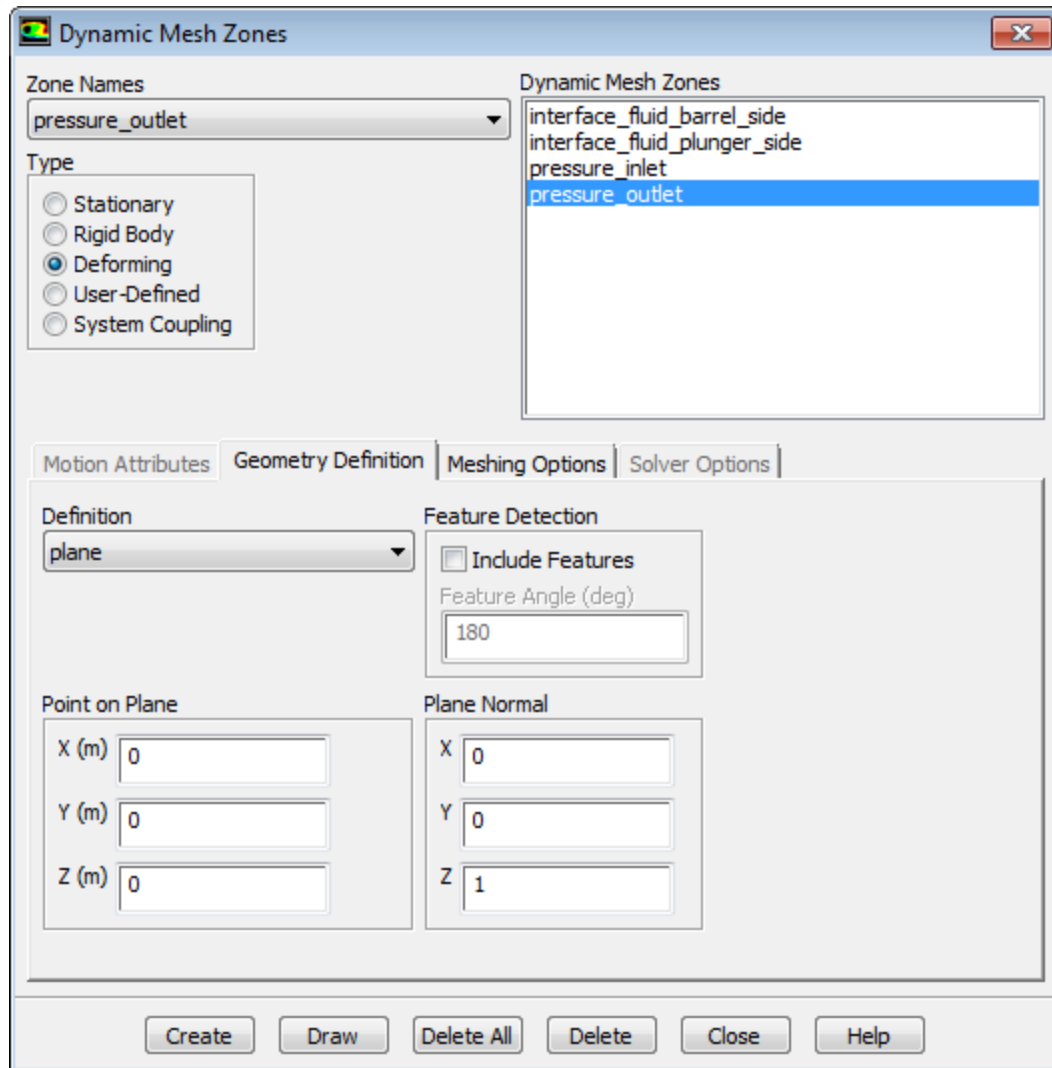 Dynamic Mesh Zones
Zone Names
pressure_outlet
Type
Stationary
Rigid Body
Deforming
User-Defined
System Coupling
Dynamic Mesh Zones
interface_fluid_barrel_side
interface_fluid_plunger_side
pressure_inlet
pressure_outlet
Motion Attributes Geometry Definition Meshing Options Solver Options
Definition
plane
Feature Detection
Include Features
Feature Angle (deg)
180
Point on Plane
X (m) 0
Y (m) 0
Z (m) 0
Plane Normal
X 0
Y 0
Z 1
Create Draw Delete All Delete Close Help